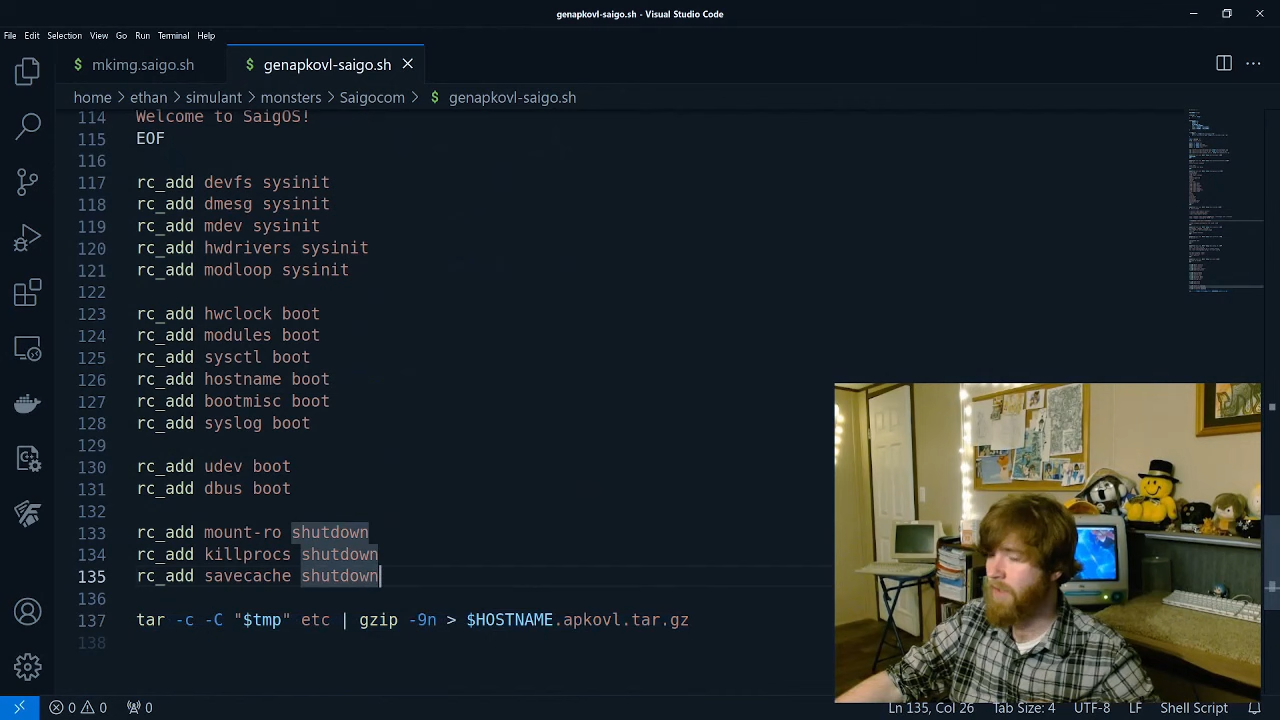 genapkovl-saigo.sh - Visual Studio Code
File Edit Selection View Go Run Terminal Help
$ mkimg.saigo.sh $ genapkovl-saigo.sh
home > ethan > simulant > monsters > Saigocom > $ genapkovl-saigo.sh
114 Welcome to SaigOS!
115 EOF
116
117 rc_add devfs sysinit
118 rc_add dmesg sysinit
119 rc_add mdev sysinit
120 rc_add hwdrivers sysinit
121 rc_add modloop sysinit
122
123 rc_add hwclock boot
124 rc_add modules boot
125 rc_add sysctl boot
126 rc_add hostname boot
127 rc_add bootmisc boot
128 rc_add syslog boot
129
130 rc_add udev boot
131 rc_add dbus boot
132
133 rc_add mount-ro shutdown
134 rc_add killprocs shutdown
135 rc_add savecache shutdown
136
137 tar -c -C "$tmp" etc | gzip -9n > $HOSTNAME.apkovl.tar.gz
138
0 0 0 Ln 135, Col 26 Tab Size: 4 UTF-8 LF Shell Script